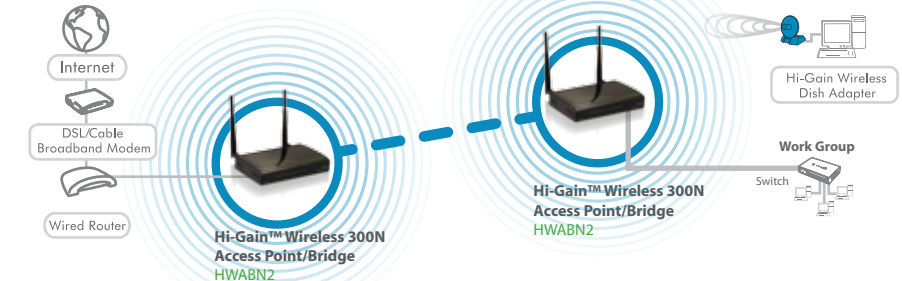 Internet
DSL/Cable
Broadband Modem
Wired Router
Hi-Gain™ Wireless 300N
Access Point/Bridge
HWABN2
Hi-Gain™ Wireless 300N
Access Point/Bridge
HWABN2
Hi-Gain Wireless
Dish Adapter
Work Group
Switch